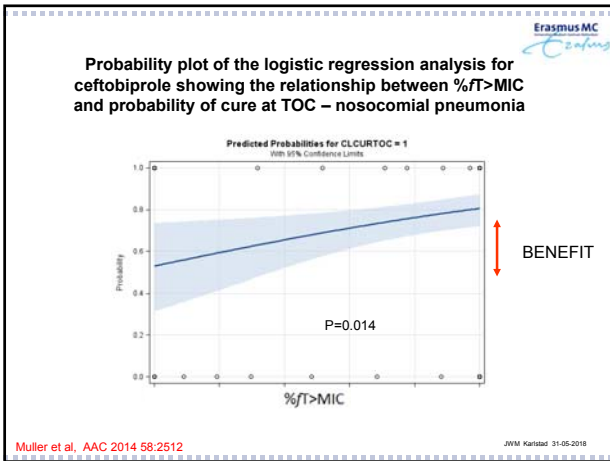 Erasmus MC
Erasmus
Probability plot of the logistic regression analysis for
ceftobiprole showing the relationship between %fT>MIC
and probability of cure at TOC – nosocomial pneumonia
Predicted Probabilities for CLCURTOC = 1
With 95% Confidence Limits
1.0
0.8
0.6
0.4
0.2
0.0
Probability
P=0.014
BENEFIT
%fT>MIC
Muller et al, AAC 2014 58:2512
JWM Karlstad 31-05-2018